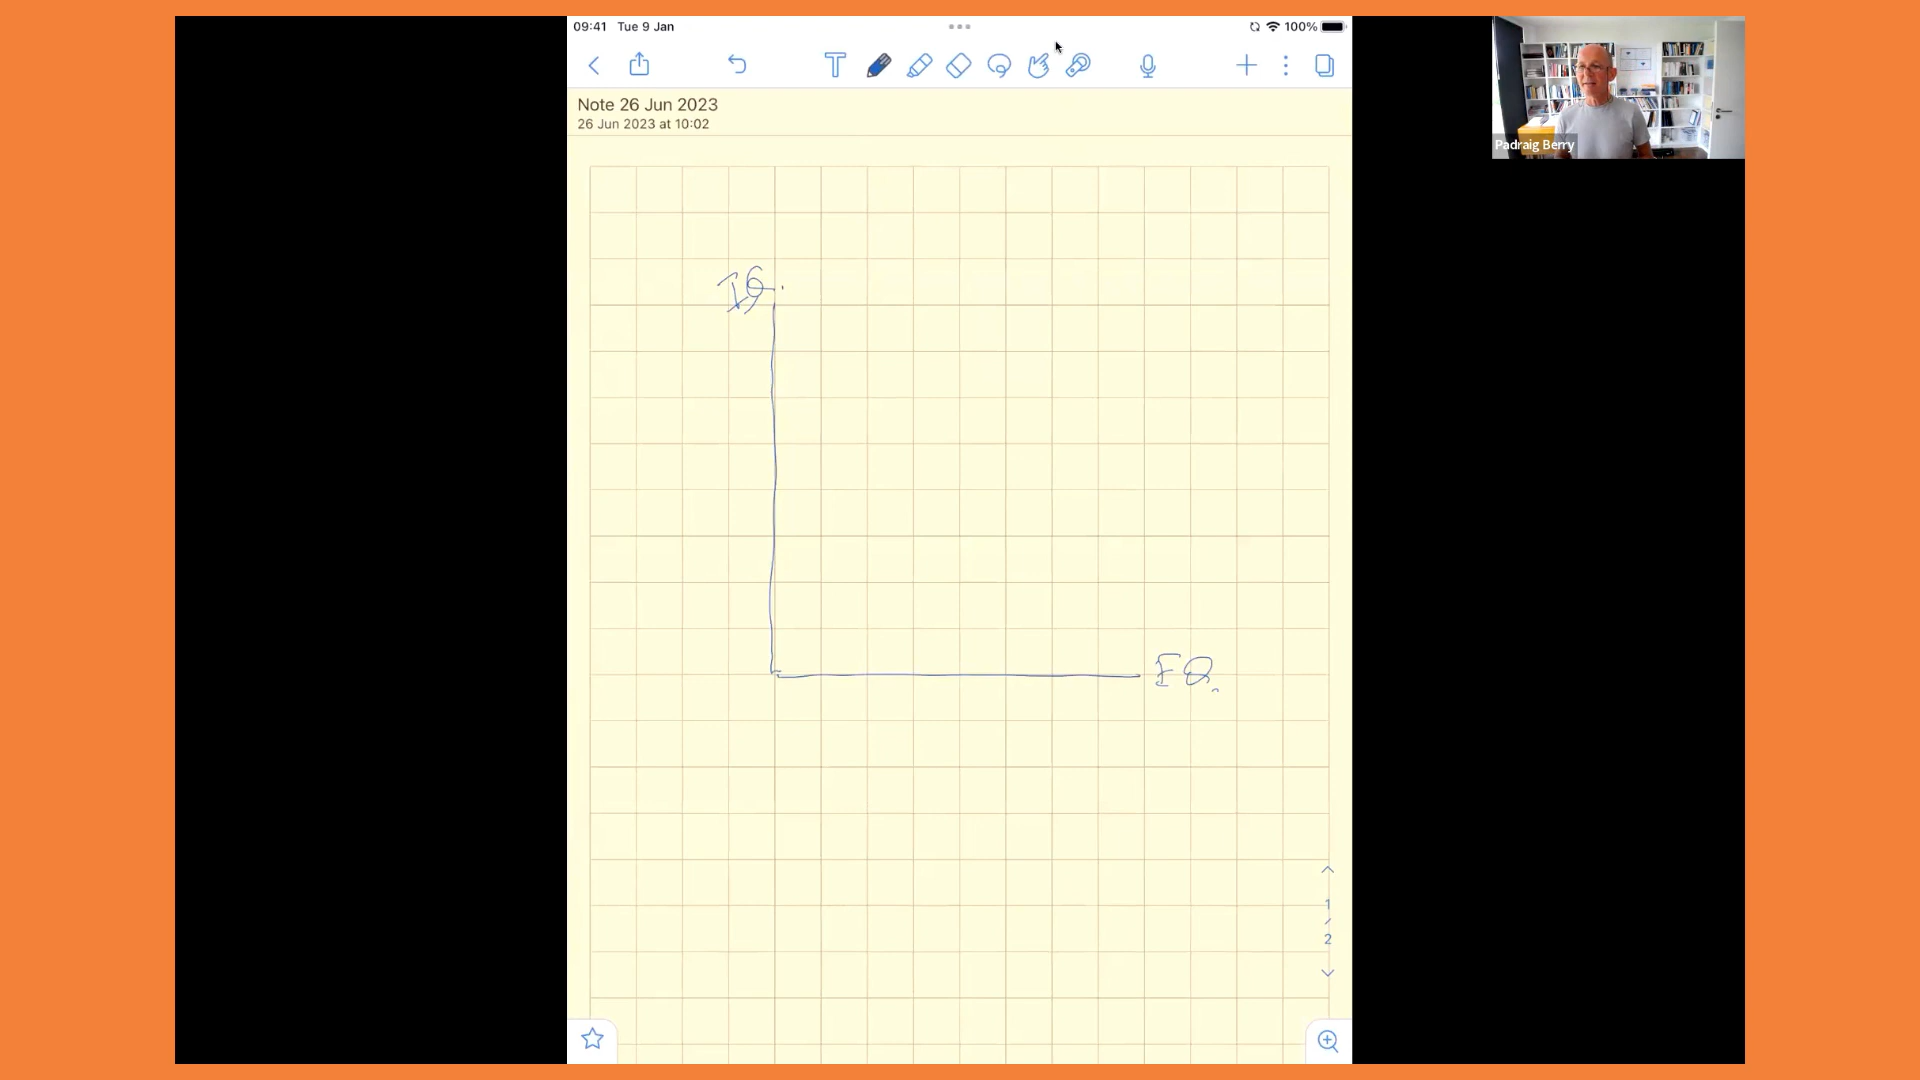 09:41 Tue 9 Jan
100%
Note 26 Jun 2023
26 Jun 2023 at 10:02
Padraig Berry
IQ.
EQ.
1
/
2